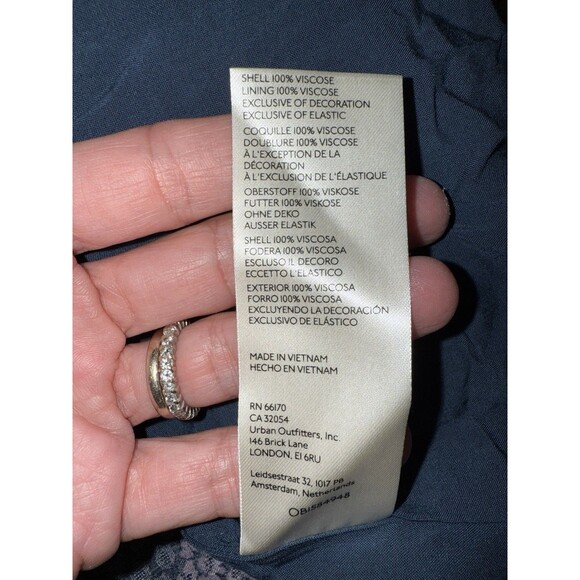 SHELL 100% VISCOSE
LINING 100% VISCOSE
EXCLUSIVE OF DECORATION
EXCLUSIVE OF ELASTIC
COQUILLE 100% VISCOSE
DOUBLURE 100% VISCOSE
À L'EXCEPTION DE LA
DÉCORATION
À L'EXCLUSION DE L'ÉLASTIQUE
OBERSTOFF 100% VISKOSE
FUTTER 100% VISKOSE
OHNE DEKO
AUSSER ELASTIK
SHELL 100% VISCOSA
FODERA 100% VISCOSA
ESCLUSO IL DECORO
ECCETTO L'ELASTICO
EXTERIOR 100% VISCOSA
FORRO 100% VISCOSA
EXCLUYENDO LA DECORACIÓN
EXCLUSIVO DE ELÁSTICO
MADE IN VIETNAM
HECHO EN VIETNAM
RN 66170
CA 32054
Urban Outfitters, Inc.
146 Brick Lane
LONDON, E1 6RU
Leidsestraat 32, 1017 PB
Amsterdam, Netherlands
OB1584948